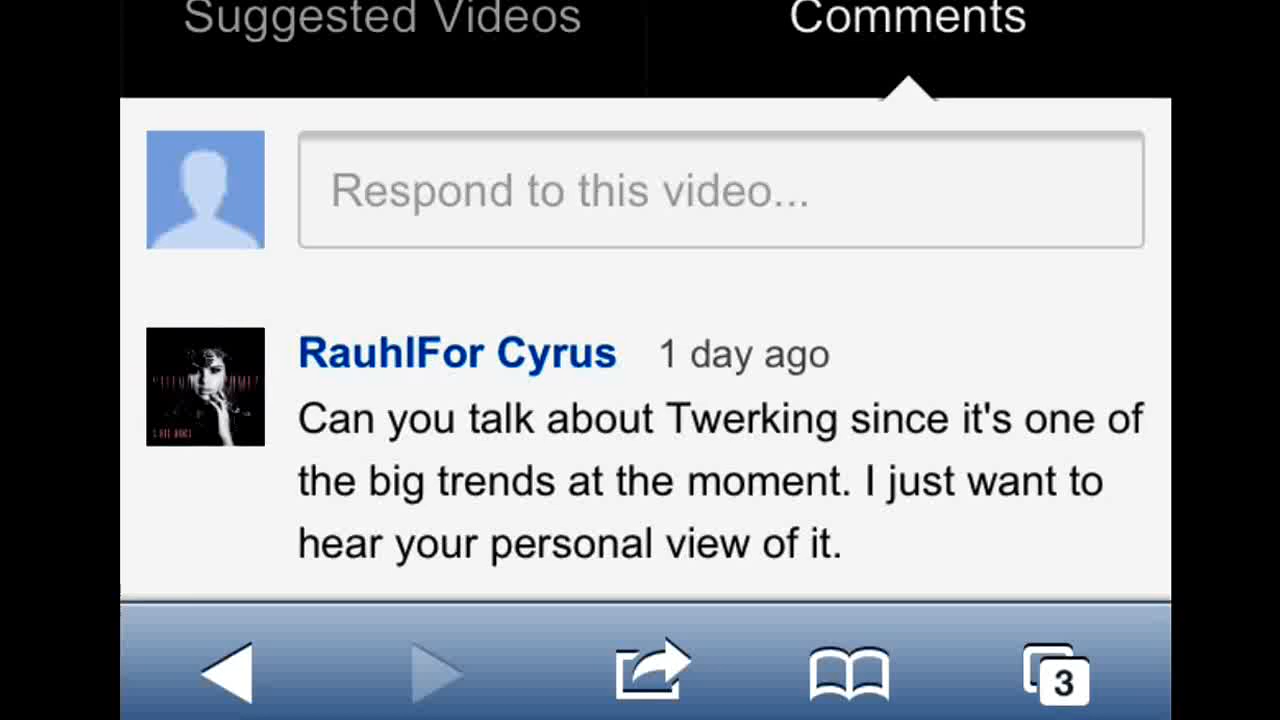 Suggested Videos
Comments
Respond to this video...
RauhlFor Cyrus 1 day ago
Can you talk about Twerking since it's one of
the big trends at the moment. I just want to
hear your personal view of it.
3